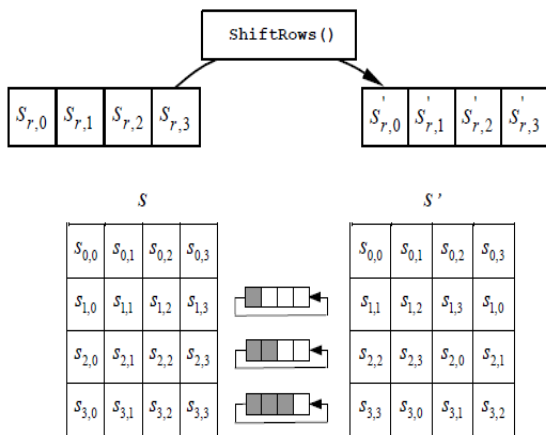 ShiftRows()
S_{r,0} S_{r,1} S_{r,2} S_{r,3} S'_{r,0} S'_{r,1} S'_{r,2} S'_{r,3}
S S'
S_{0,0} S_{0,1} S_{0,2} S_{0,3} S_{0,0} S_{0,1} S_{0,2} S_{0,3}
S_{1,0} S_{1,1} S_{1,2} S_{1,3} S_{1,1} S_{1,2} S_{1,3} S_{1,0}
S_{2,0} S_{2,1} S_{2,2} S_{2,3} S_{2,2} S_{2,3} S_{2,0} S_{2,1}
S_{3,0} S_{3,1} S_{3,2} S_{3,3} S_{3,3} S_{3,0} S_{3,1} S_{3,2}